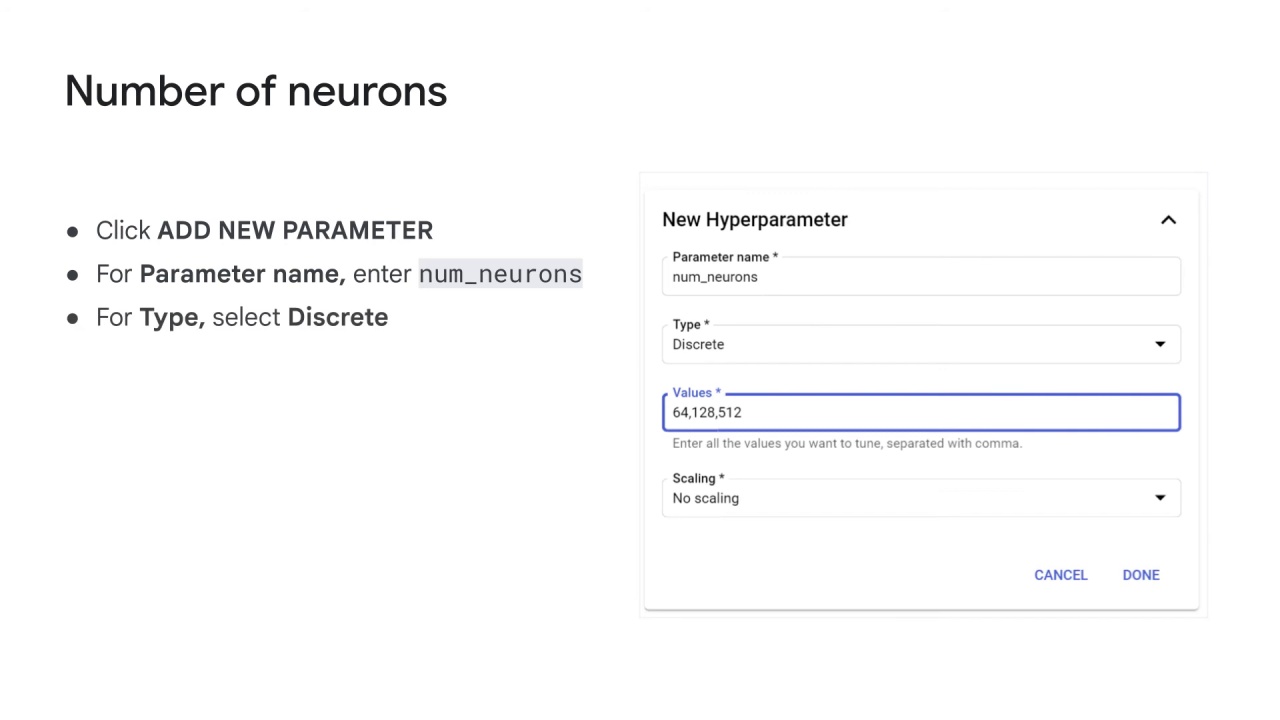 Number of neurons
● Click ADD NEW PARAMETER
● For Parameter name, enter num_neurons
● For Type, select Discrete
New Hyperparameter
Parameter name *
num_neurons
Type *
Discrete
Values *
64,128,512
Enter all the values you want to tune, separated with comma.
Scaling *
No scaling
CANCEL DONE